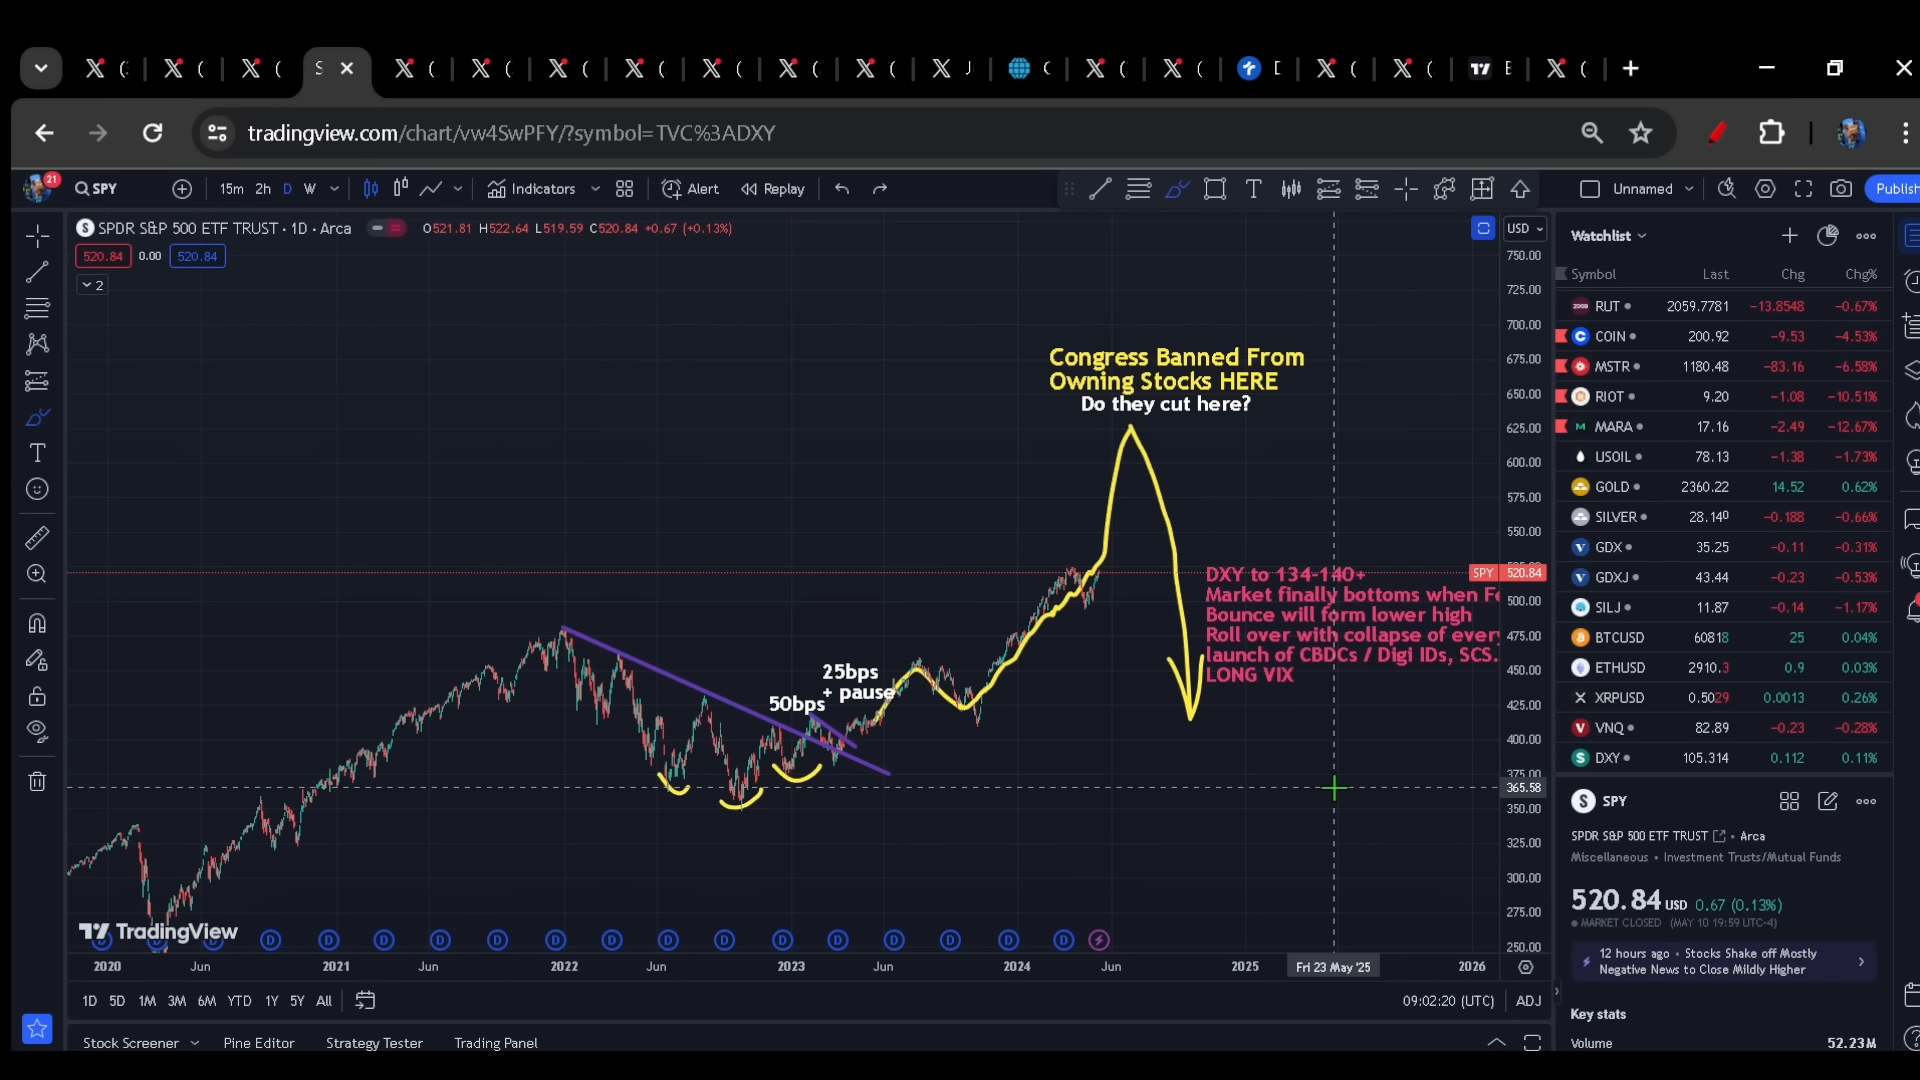 tradingview.com/chart/vw4SwPFY/?symbol=TVC%3ADXY
21
SPY
15m 2h D W
Indicators
Alert
Replay
Unnamed
Publish
SPDR S&P 500 ETF TRUST · 1D · Arca
O521.81 H522.64 L519.59 C520.84 +0.67 (+0.13%)
520.84 0.00 520.84
2
USD
750.00
725.00
700.00
675.00
650.00
625.00
600.00
575.00
550.00
SPY 520.84
500.00
475.00
450.00
425.00
400.00
375.00
365.58
350.00
325.00
300.00
275.00
250.00
Congress Banned From
Owning Stocks HERE
Do they cut here?
DXY to 134-140+
Market finally bottoms when Fe
Bounce will form lower high
Roll over with collapse of every
launch of CBDCs / Digi IDs, SCS.
LONG VIX
25bps
+ pause
50bps
TradingView
D D D D D D D D D D D D D D D D D D
2020 Jun 2021 Jun 2022 Jun 2023 Jun 2024 Jun 2025 Fri 23 May '25 2026
1D 5D 1M 3M 6M YTD 1Y 5Y All
09:02:20 (UTC) ADJ
Stock Screener Pine Editor Strategy Tester Trading Panel
Watchlist
Symbol Last Chg Chg%
RUT 2059.7781 −13.8548 −0.67%
COIN 200.92 −9.53 −4.53%
MSTR 1180.48 −83.16 −6.58%
RIOT 9.20 −1.08 −10.51%
MARA 17.16 −2.49 −12.67%
USOIL 78.13 −1.38 −1.73%
GOLD 2360.22 14.52 0.62%
SILVER 28.140 −0.188 −0.66%
GDX 35.25 −0.11 −0.31%
GDXJ 43.44 −0.23 −0.53%
SILJ 11.87 −0.14 −1.17%
BTCUSD 60818 25 0.04%
ETHUSD 2910.3 0.9 0.03%
XRPUSD 0.5029 0.0013 0.26%
VNQ 82.89 −0.23 −0.28%
DXY 105.314 0.112 0.11%
SPY
SPDR S&P 500 ETF TRUST • Arca
Miscellaneous • Investment Trusts/Mutual Funds
520.84 USD 0.67 (0.13%)
MARKET CLOSED (MAY 10 19:59 UTC-4)
12 hours ago • Stocks Shake off Mostly
Negative News to Close Mildly Higher
Key stats
Volume 52.23M